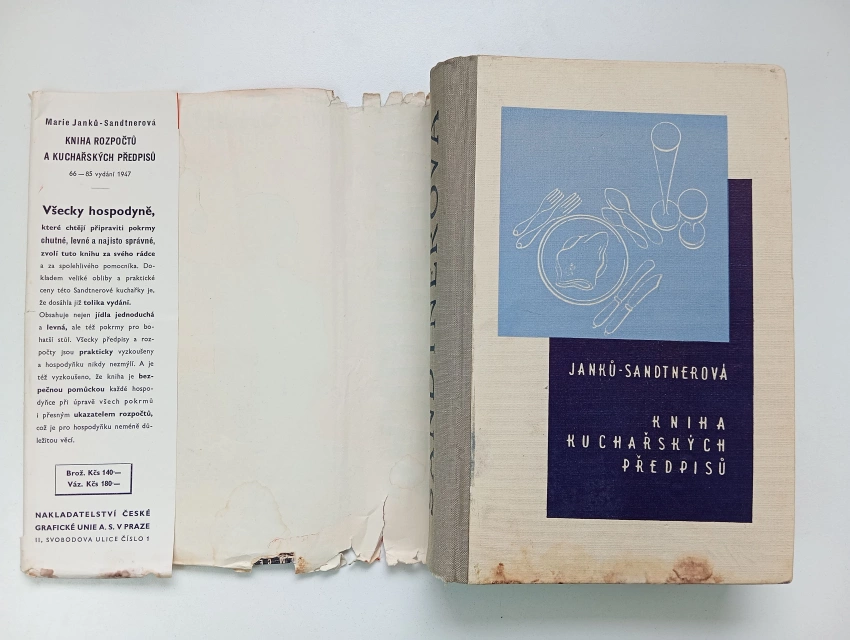 Marie Janků-Sandtnerová
KNIHA ROZPOČTŮ
A KUCHAŘSKÝCH PŘEDPISŮ
66 — 85 vydání 1947
Všecky hospodyně,
které chtějí připraviti pokrmy
chutné, levné a najisto správné,
zvolí tuto knihu za svého rádce
a za spolehlivého pomocníka. Do-
kladem veliké obliby a praktické
ceny této Sandtnerové kuchařky je,
že dosáhla již tolika vydání.
Obsahuje nejen jídla jednoduchá
a levná, ale též pokrmy pro bo-
hatší stůl. Všecky předpisy a roz-
počty jsou prakticky vyzkoušeny
a hospodyňku nikdy nezmýlí. A je
též vyzkoušeno, že kniha je bez-
pečnou pomůckou každé hospo-
dyňce při úpravě všech pokrmů
i přesným ukazatelem rozpočtů,
což je pro hospodyňku neméně dů-
ležitou věcí.
Brož. Kčs 140·—
Váz. Kčs 180·—
NAKLADATELSTVÍ ČESKÉ
GRAFICKÉ UNIE A. S. V PRAZE
II, SVOBODOVA ULICE ČÍSLO 1
SANDTNEROVÁ
JANKŮ-SANDTNEROVÁ
KNIHA
KUCHAŘSKÝCH
PŘEDPISŮ